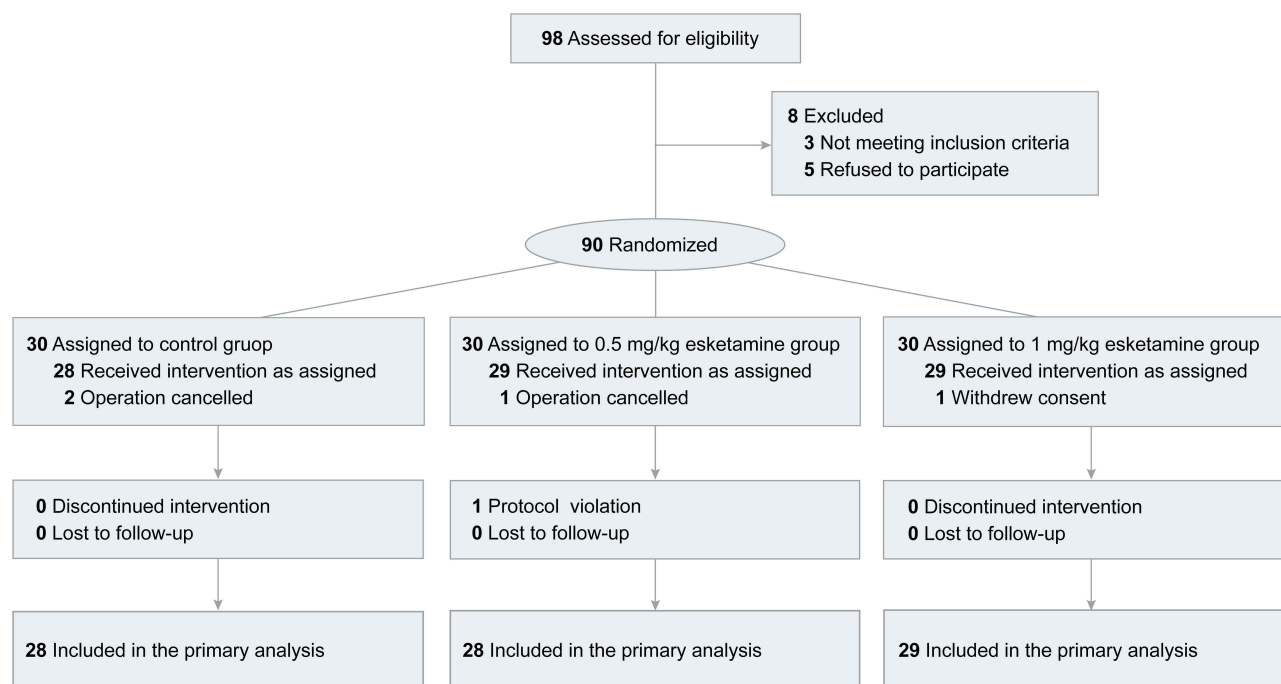 98 Assessed for eligibility
8 Excluded
3 Not meeting inclusion criteria
5 Refused to participate
90 Randomized
30 Assigned to control gruop
28 Received intervention as assigned
2 Operation cancelled
30 Assigned to 0.5 mg/kg esketamine group
29 Received intervention as assigned
1 Operation cancelled
30 Assigned to 1 mg/kg esketamine group
29 Received intervention as assigned
1 Withdrew consent
0 Discontinued intervention
0 Lost to follow-up
1 Protocol violation
0 Lost to follow-up
0 Discontinued intervention
0 Lost to follow-up
28 Included in the primary analysis
28 Included in the primary analysis
29 Included in the primary analysis